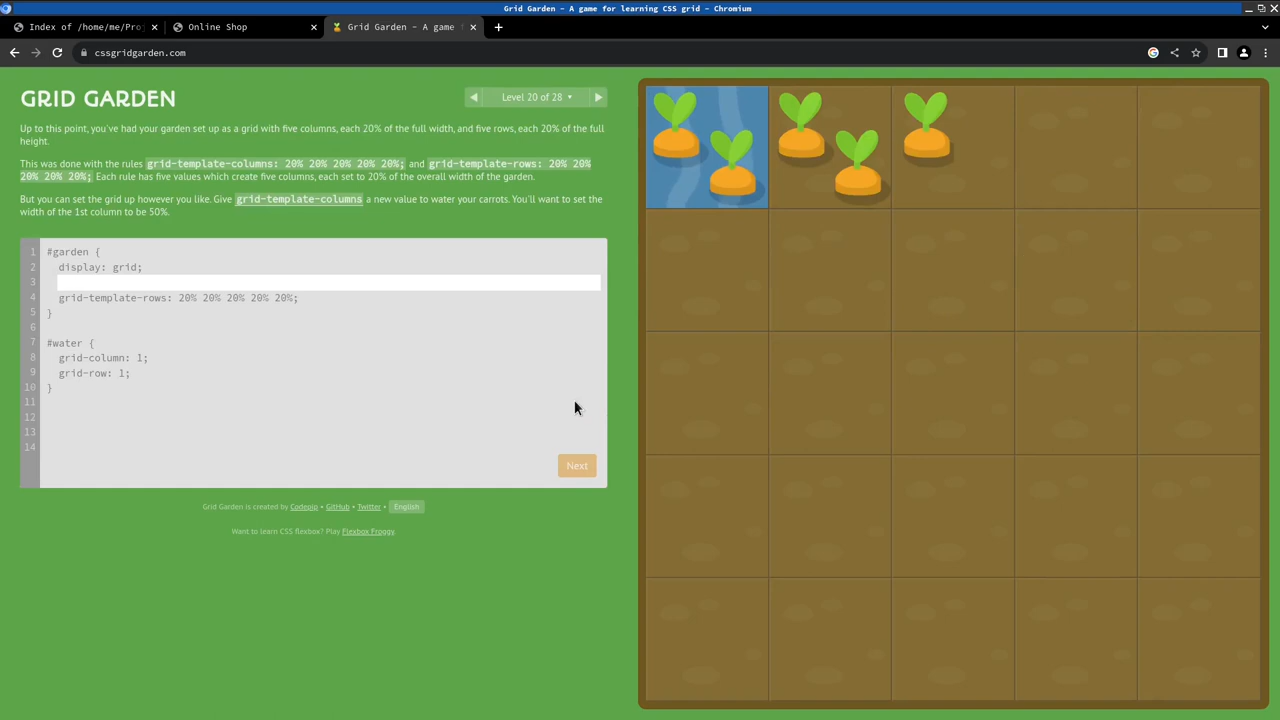 Grid Garden - A game for learning CSS grid - Chromium
Index of /home/me/Proj
Online Shop
Grid Garden - A game f
cssgridgarden.com
GRID GARDEN
Level 20 of 28
Up to this point, you've had your garden set up as a grid with five columns, each 20% of the full width, and five rows, each 20% of the full
height.
This was done with the rules grid-template-columns: 20% 20% 20% 20% 20%; and grid-template-rows: 20% 20%
20% 20% 20%; Each rule has five values which create five columns, each set to 20% of the overall width of the garden.
But you can set the grid up however you like. Give grid-template-columns a new value to water your carrots. You'll want to set the
width of the 1st column to be 50%.
1 #garden {
2 display: grid;
3
4 grid-template-rows: 20% 20% 20% 20% 20%;
5 }
6
7 #water {
8 grid-column: 1;
9 grid-row: 1;
10 }
11
12
13
14
Next
Grid Garden is created by Codepip • GitHub • Twitter • English
Want to learn CSS flexbox? Play Flexbox Froggy.